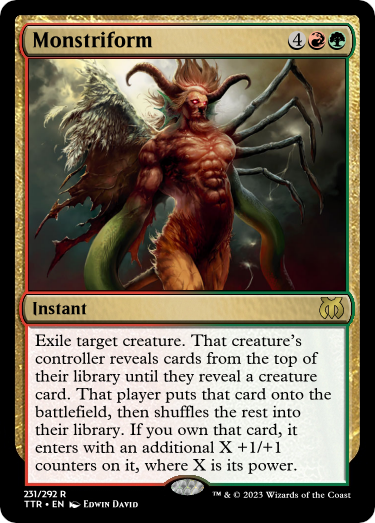 Monstriform 4
Instant
Exile target creature. That creature's
controller reveals cards from the top of
their library until they reveal a creature
card. That player puts that card onto the
battlefield, then shuffles the rest into
their library. If you own that card, it
enters with an additional X +1/+1
counters on it, where X is its power.
231/292 R
TTR • EN Edwin David
™ & © 2023 Wizards of the Coast